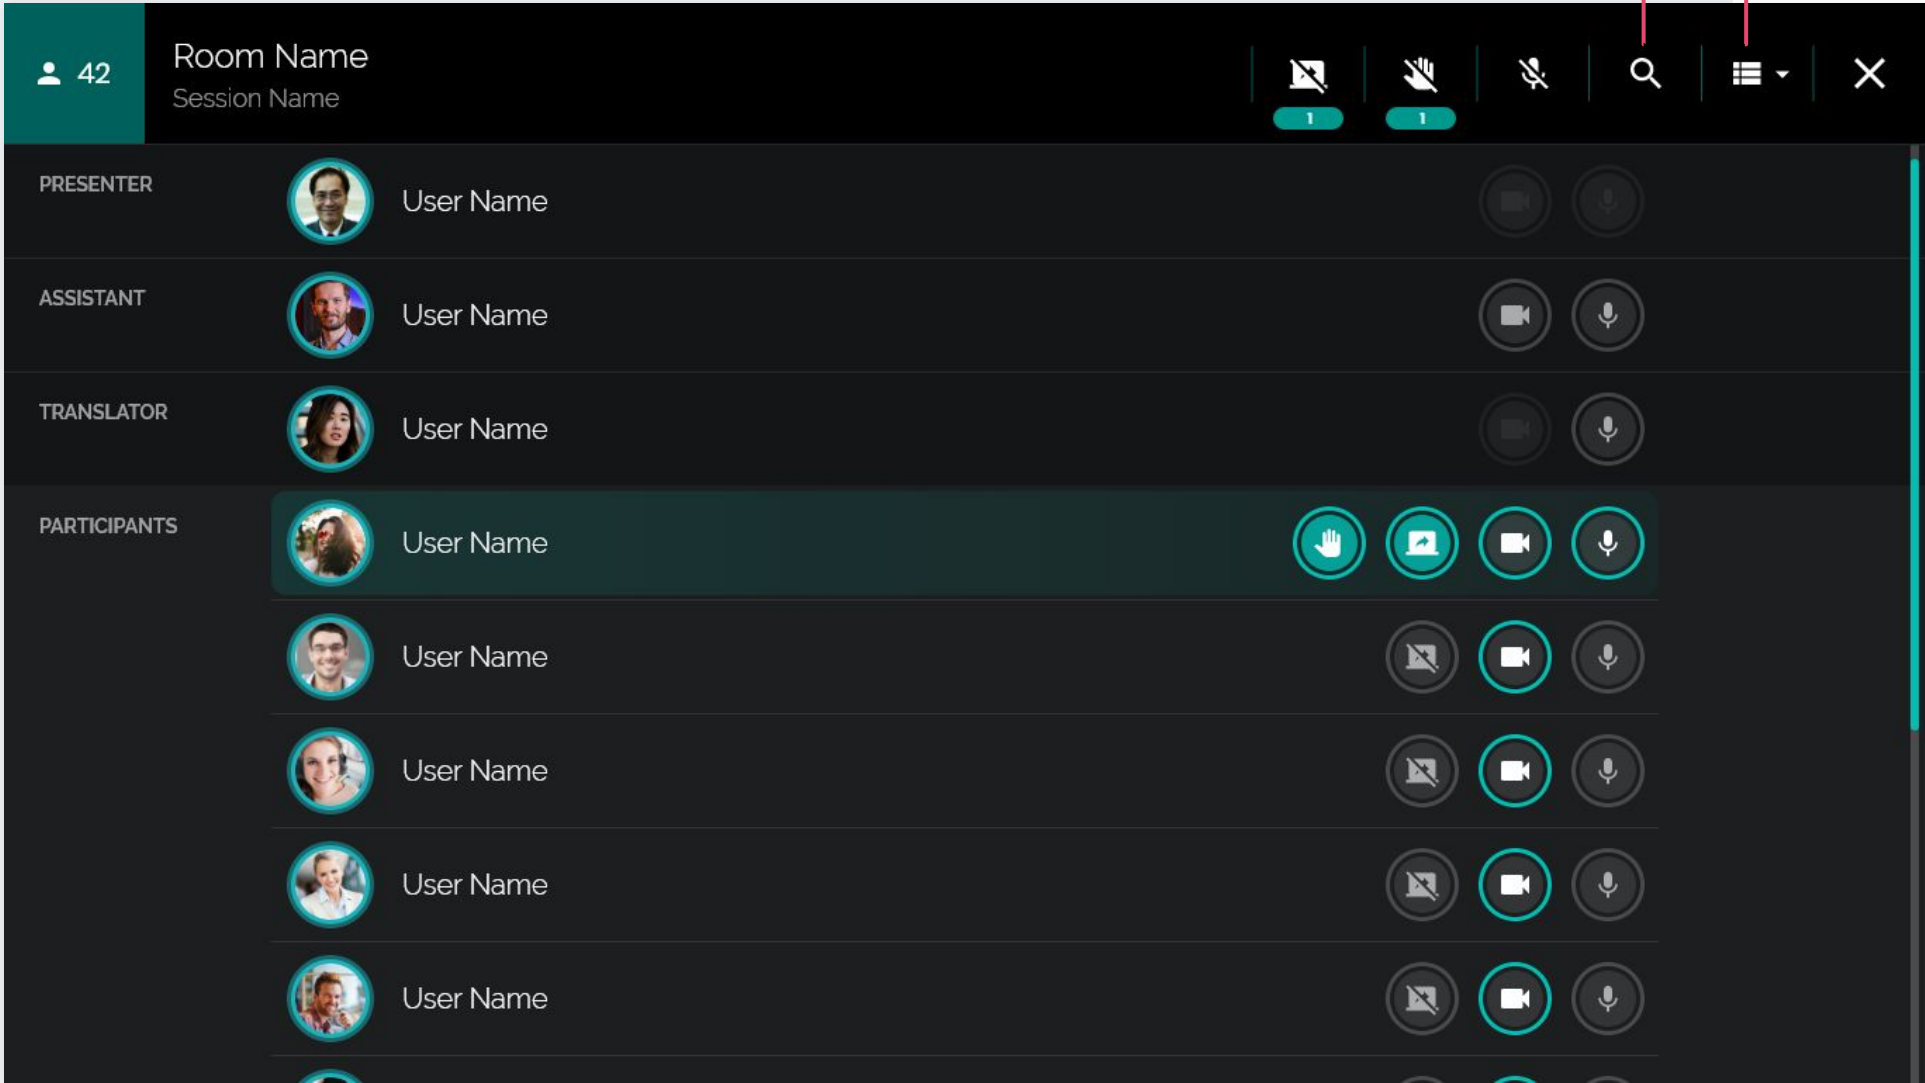 42
Room Name
Session Name
1
1
PRESENTER
User Name
ASSISTANT
User Name
TRANSLATOR
User Name
PARTICIPANTS
User Name
User Name
User Name
User Name
User Name